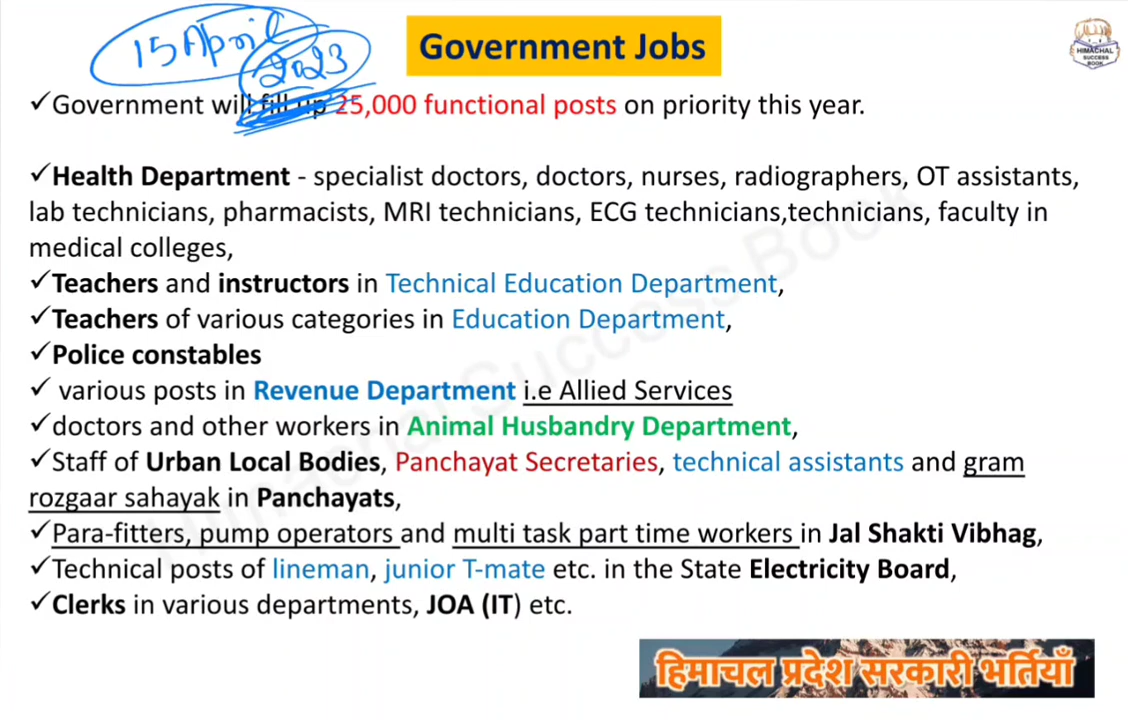 15 April
2023
Government Jobs
HIMACHAL
SUCCESS
BOOK
✓Government will fill up 25,000 functional posts on priority this year.
✓Health Department - specialist doctors, doctors, nurses, radiographers, OT assistants,
lab technicians, pharmacists, MRI technicians, ECG technicians,technicians, faculty in
medical colleges,
✓Teachers and instructors in Technical Education Department,
✓Teachers of various categories in Education Department,
✓Police constables
✓ various posts in Revenue Department i.e Allied Services
✓doctors and other workers in Animal Husbandry Department,
✓Staff of Urban Local Bodies, Panchayat Secretaries, technical assistants and gram
rozgaar sahayak in Panchayats,
✓Para-fitters, pump operators and multi task part time workers in Jal Shakti Vibhag,
✓Technical posts of lineman, junior T-mate etc. in the State Electricity Board,
✓Clerks in various departments, JOA (IT) etc.
Himachal Success Book
हिमाचल प्रदेश सरकारी भर्तियाँ